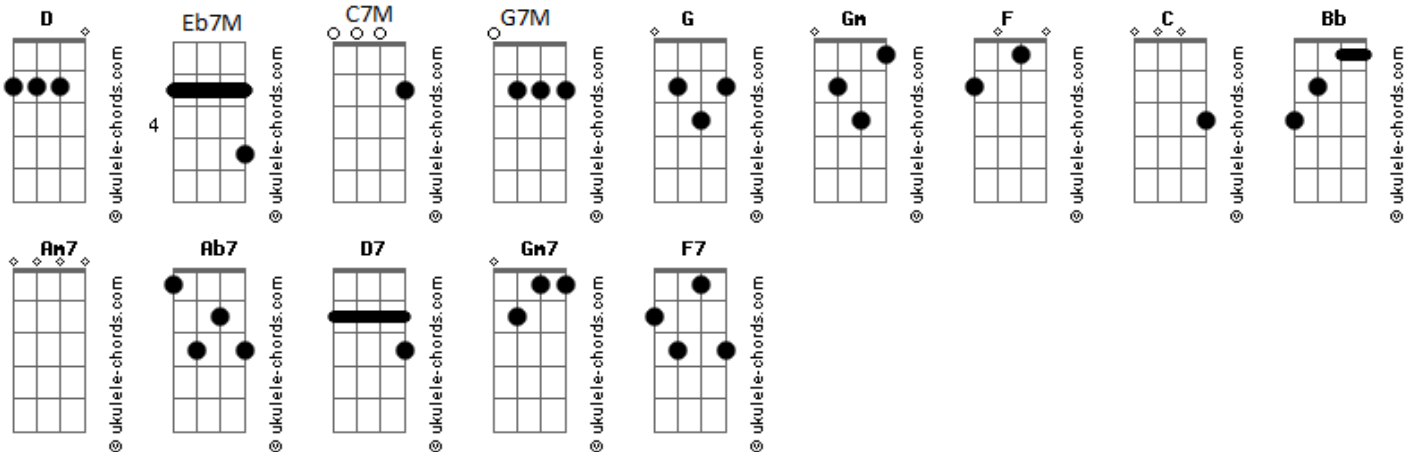 D Eb7M C7M G7M G Gm F C Bb
4
© ukulele-chords.com © ukulele-chords.com © ukulele-chords.com © ukulele-chords.com © ukulele-chords.com © ukulele-chords.com © ukulele-chords.com © ukulele-chords.com © ukulele-chords.com
Am7 Ab7 D7 Gm7 F7
© ukulele-chords.com © ukulele-chords.com © ukulele-chords.com © ukulele-chords.com © ukulele-chords.com